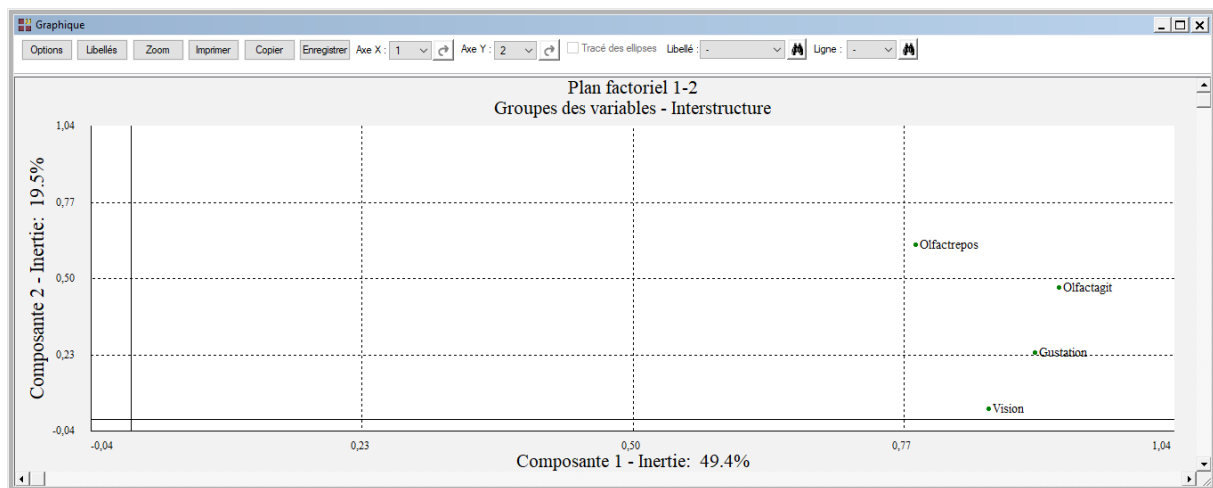 Graphique
Options Libellés Zoom Imprimer Copier Enregistrer Axe X : 1 Axe Y : 2 Tracé des ellipses Libellé : - Ligne : -
Plan factoriel 1-2
Groupes des variables - Interstructure
Composante 2 - Inertie: 19.5%
1,04
0,77
Olfactrepos
0,50
Olfactagit
0,23
Gustation
Vision
-0,04
-0,04 0,23 0,50 0,77 1,04
Composante 1 - Inertie: 49.4%